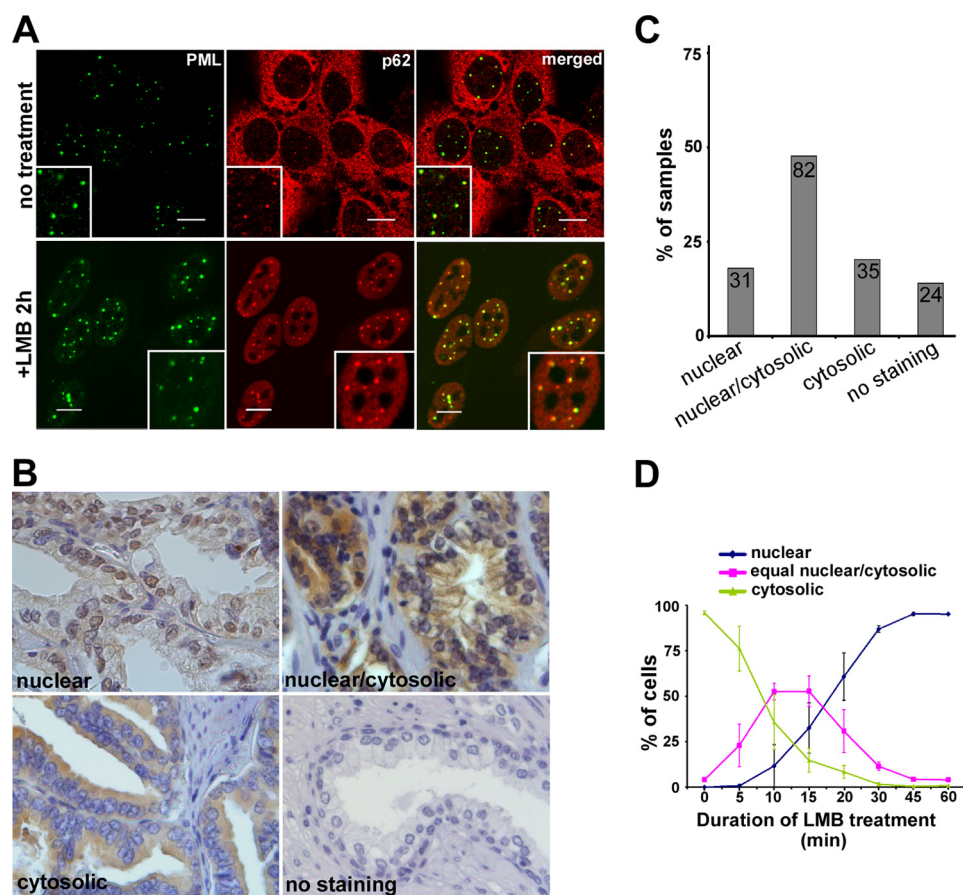 A
PML
p62
merged
no treatment
+LMB 2h
B
nuclear
nuclear/cytosolic
cytosolic
no staining
C
% of samples
75
50
25
0
31
82
35
24
nuclear
nuclear/cytosolic
cytosolic
no staining
D
nuclear
equal nuclear/cytosolic
cytosolic
% of cells
100
75
50
25
0
0 5 10 15 20 30 45 60
Duration of LMB treatment
(min)